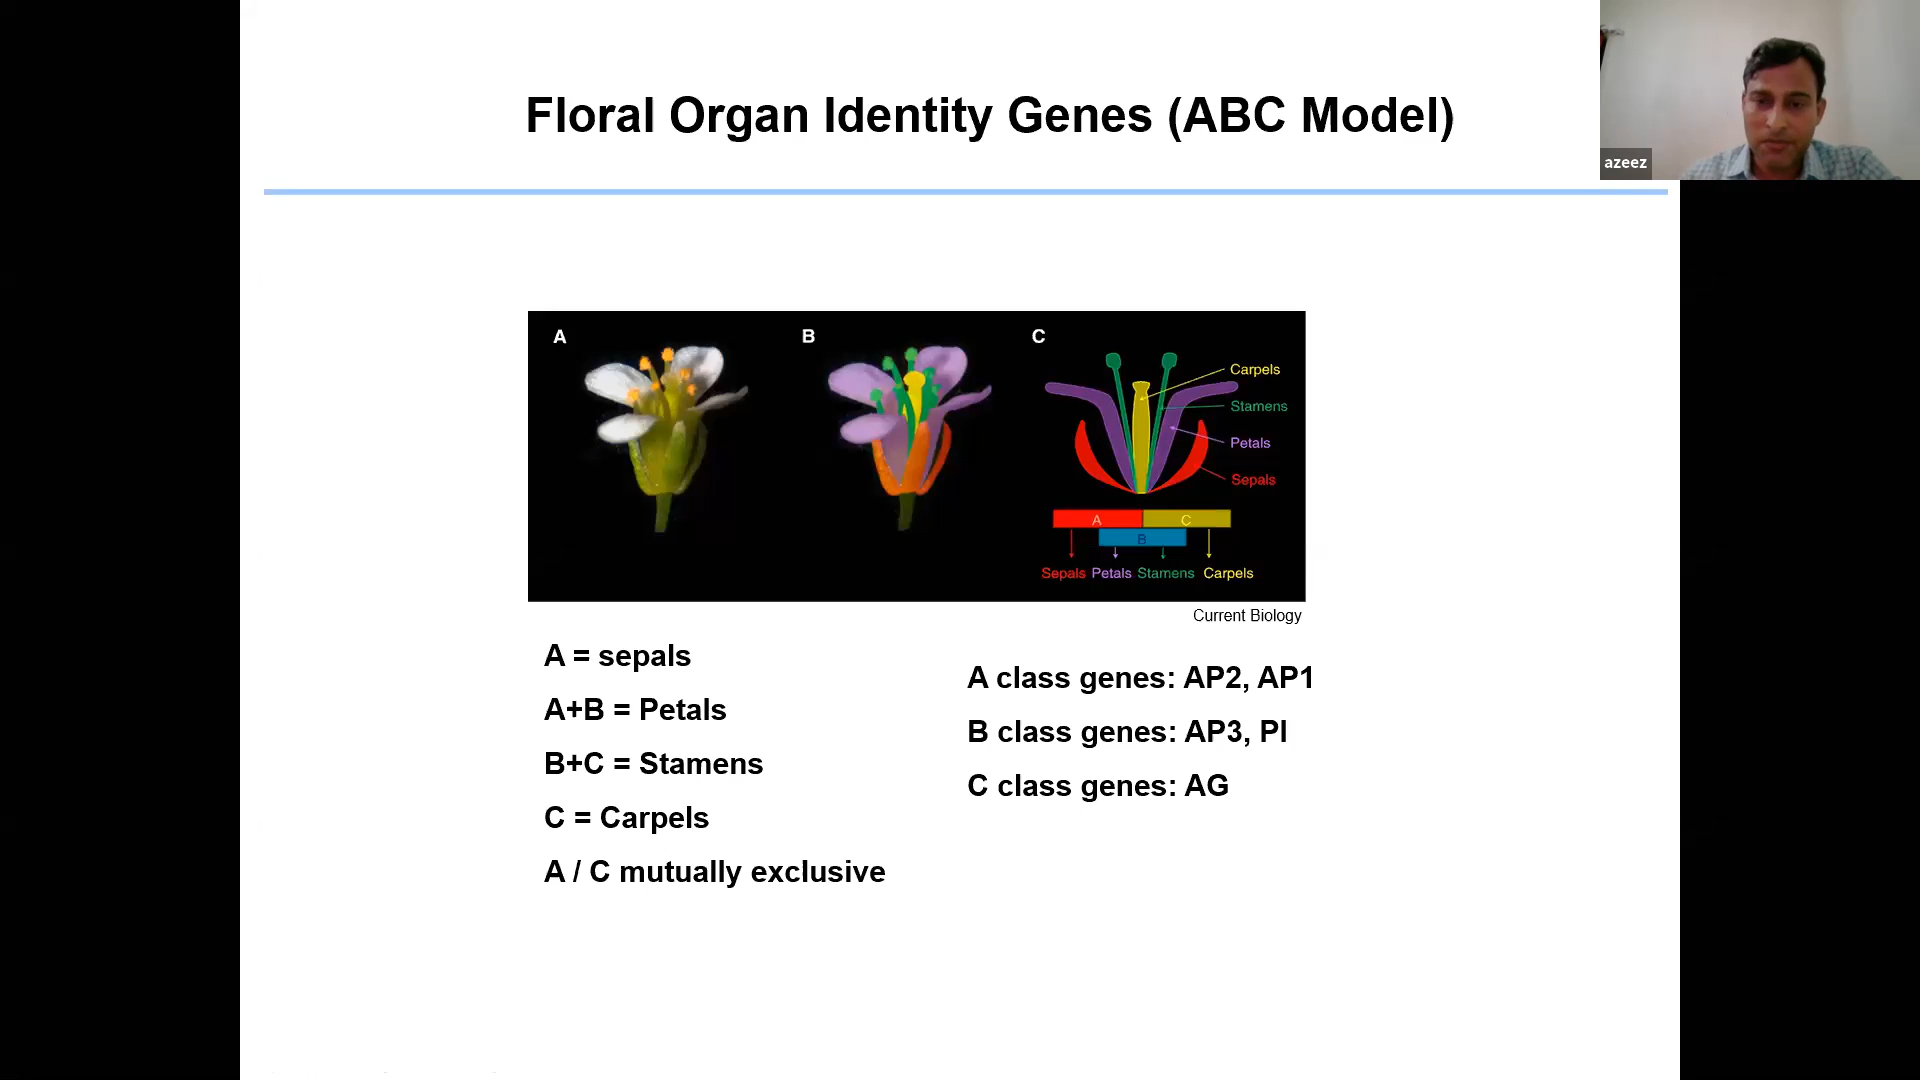 Floral Organ Identity Genes (ABC Model)
azeez
A
B
C
Carpels
Stamens
Petals
Sepals
A
C
B
Sepals Petals Stamens Carpels
Current Biology
A = sepals
A+B = Petals
B+C = Stamens
C = Carpels
A / C mutually exclusive
A class genes: AP2, AP1
B class genes: AP3, PI
C class genes: AG